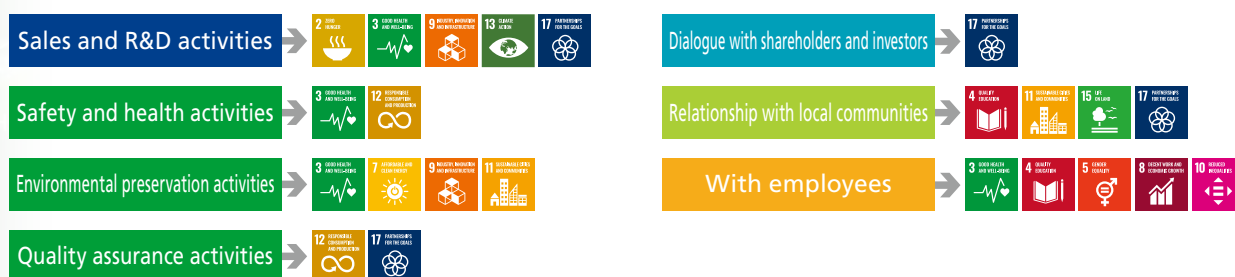 Sales and R&D activities
2 ZERO
HUNGER
3 GOOD HEALTH
AND WELL-BEING
9 INDUSTRY, INNOVATION
AND INFRASTRUCTURE
13 CLIMATE
ACTION
17 PARTNERSHIPS
FOR THE GOALS
Safety and health activities
3 GOOD HEALTH
AND WELL-BEING
12 RESPONSIBLE
CONSUMPTION
AND PRODUCTION
Environmental preservation activities
3 GOOD HEALTH
AND WELL-BEING
7 AFFORDABLE AND
CLEAN ENERGY
9 INDUSTRY, INNOVATION
AND INFRASTRUCTURE
11 SUSTAINABLE CITIES
AND COMMUNITIES
Quality assurance activities
12 RESPONSIBLE
CONSUMPTION
AND PRODUCTION
17 PARTNERSHIPS
FOR THE GOALS
Dialogue with shareholders and investors
17 PARTNERSHIPS
FOR THE GOALS
Relationship with local communities
4 QUALITY
EDUCATION
11 SUSTAINABLE CITIES
AND COMMUNITIES
15 LIFE
ON LAND
17 PARTNERSHIPS
FOR THE GOALS
With employees
3 GOOD HEALTH
AND WELL-BEING
4 QUALITY
EDUCATION
5 GENDER
EQUALITY
8 DECENT WORK AND
ECONOMIC GROWTH
10 REDUCED
INEQUALITIES